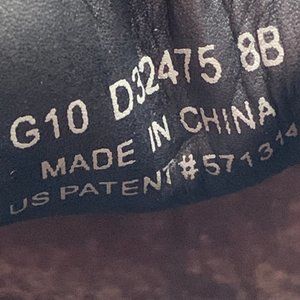 G10 D32475 8B
MADE IN CHINA
US PATENT #571314